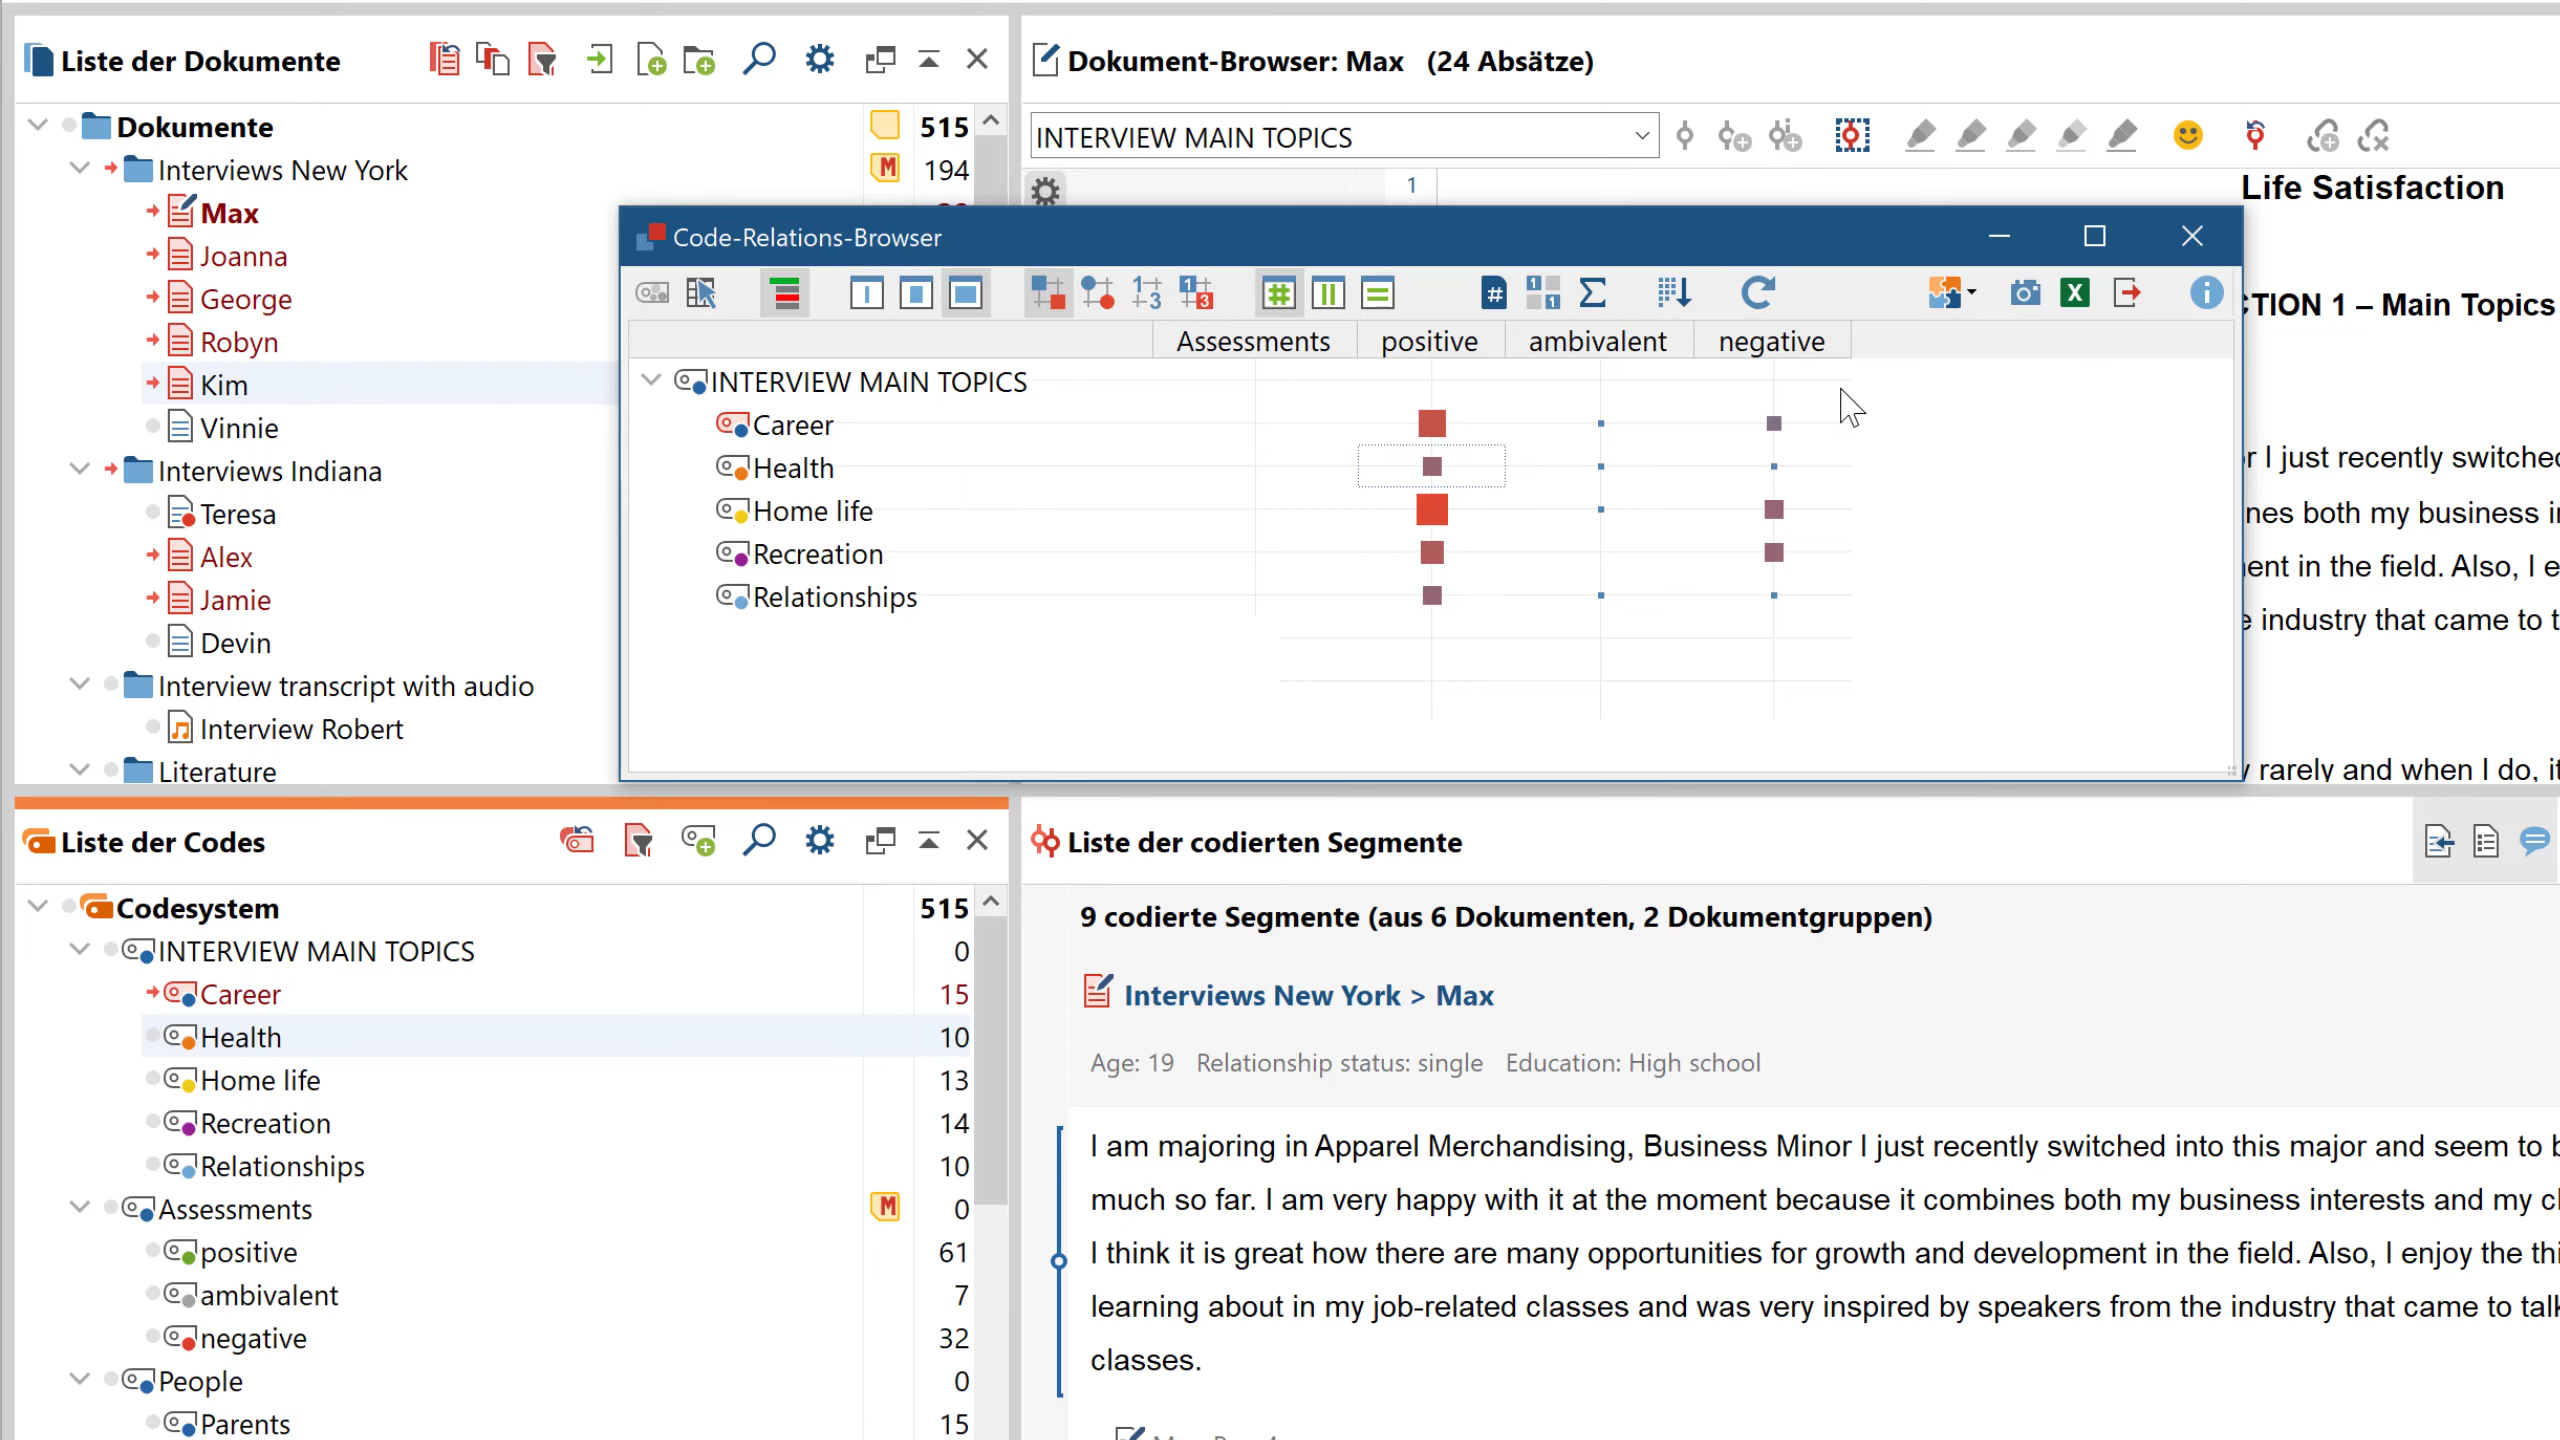 Liste der Dokumente
Dokumente 515
Interviews New York M 194
Max
Joanna
George
Robyn
Kim
Vinnie
Interviews Indiana
Teresa
Alex
Jamie
Devin
Interview transcript with audio
Interview Robert
Literature
Dokument-Browser: Max (24 Absätze)
INTERVIEW MAIN TOPICS
1
Life Satisfaction
TION 1 – Main Topics
r I just recently switched
nes both my business in
ent in the field. Also, I e
industry that came to t
rarely and when I do, it
Code-Relations-Browser
Assessments positive ambivalent negative
INTERVIEW MAIN TOPICS
Career
Health
Home life
Recreation
Relationships
Liste der Codes
Codesystem 515
INTERVIEW MAIN TOPICS 0
Career 15
Health 10
Home life 13
Recreation 14
Relationships 10
Assessments M 0
positive 61
ambivalent 7
negative 32
People 0
Parents 15
Liste der codierten Segmente
9 codierte Segmente (aus 6 Dokumenten, 2 Dokumentgruppen)
Interviews New York > Max
Age: 19 Relationship status: single Education: High school
I am majoring in Apparel Merchandising, Business Minor I just recently switched into this major and seem to b
much so far. I am very happy with it at the moment because it combines both my business interests and my cl
I think it is great how there are many opportunities for growth and development in the field. Also, I enjoy the thi
learning about in my job-related classes and was very inspired by speakers from the industry that came to talk
classes.